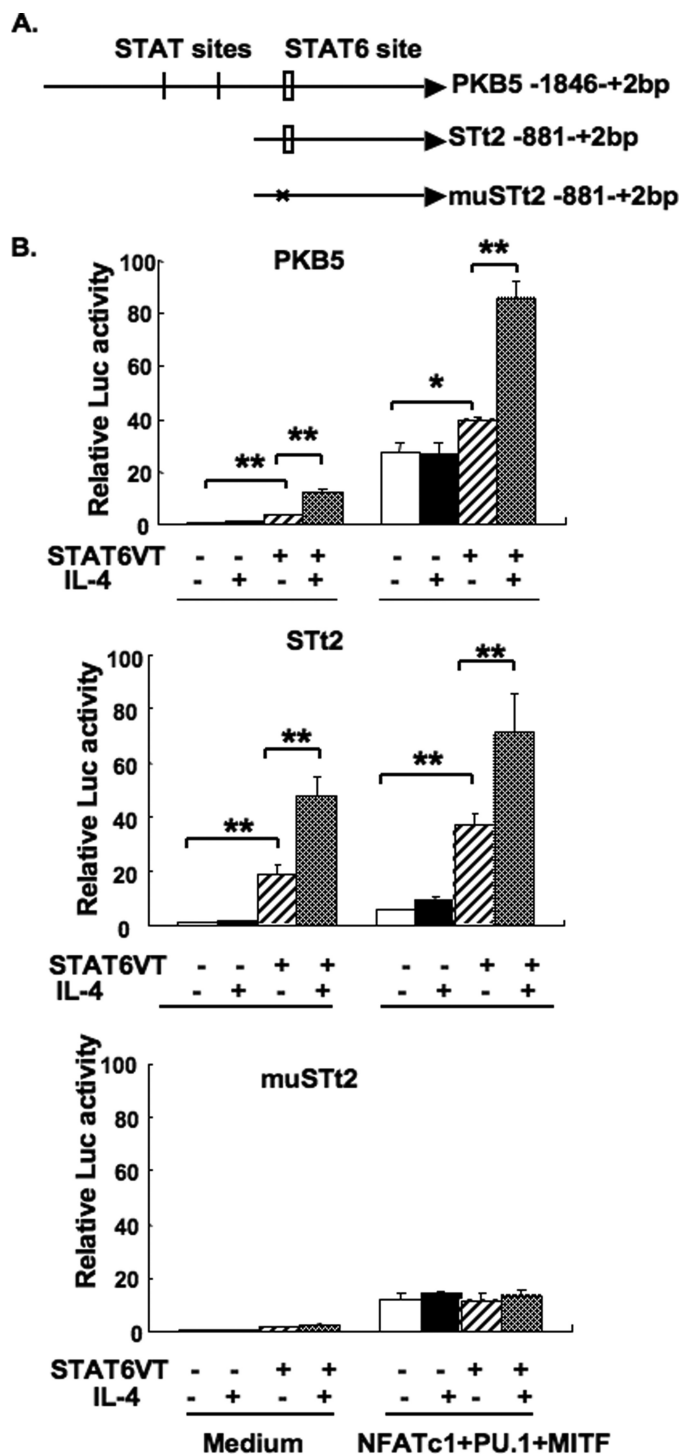 A.
STAT sites STAT6 site
PKB5 -1846-+2bp
STt2 -881-+2bp
muSTt2 -881-+2bp
B.
PKB5
Relative Luc activity
100
80
60
40
20
0
** ** * **
STAT6VT - - + + - - + +
IL-4 - + - + - + - +
STt2
Relative Luc activity
100
80
60
40
20
0
** ** ** **
STAT6VT - - + + - - + +
IL-4 - + - + - + - +
muSTt2
Relative Luc activity
100
80
60
40
20
0
STAT6VT - - + + - - + +
IL-4 - + - + - + - +
Medium NFATc1+PU.1+MITF